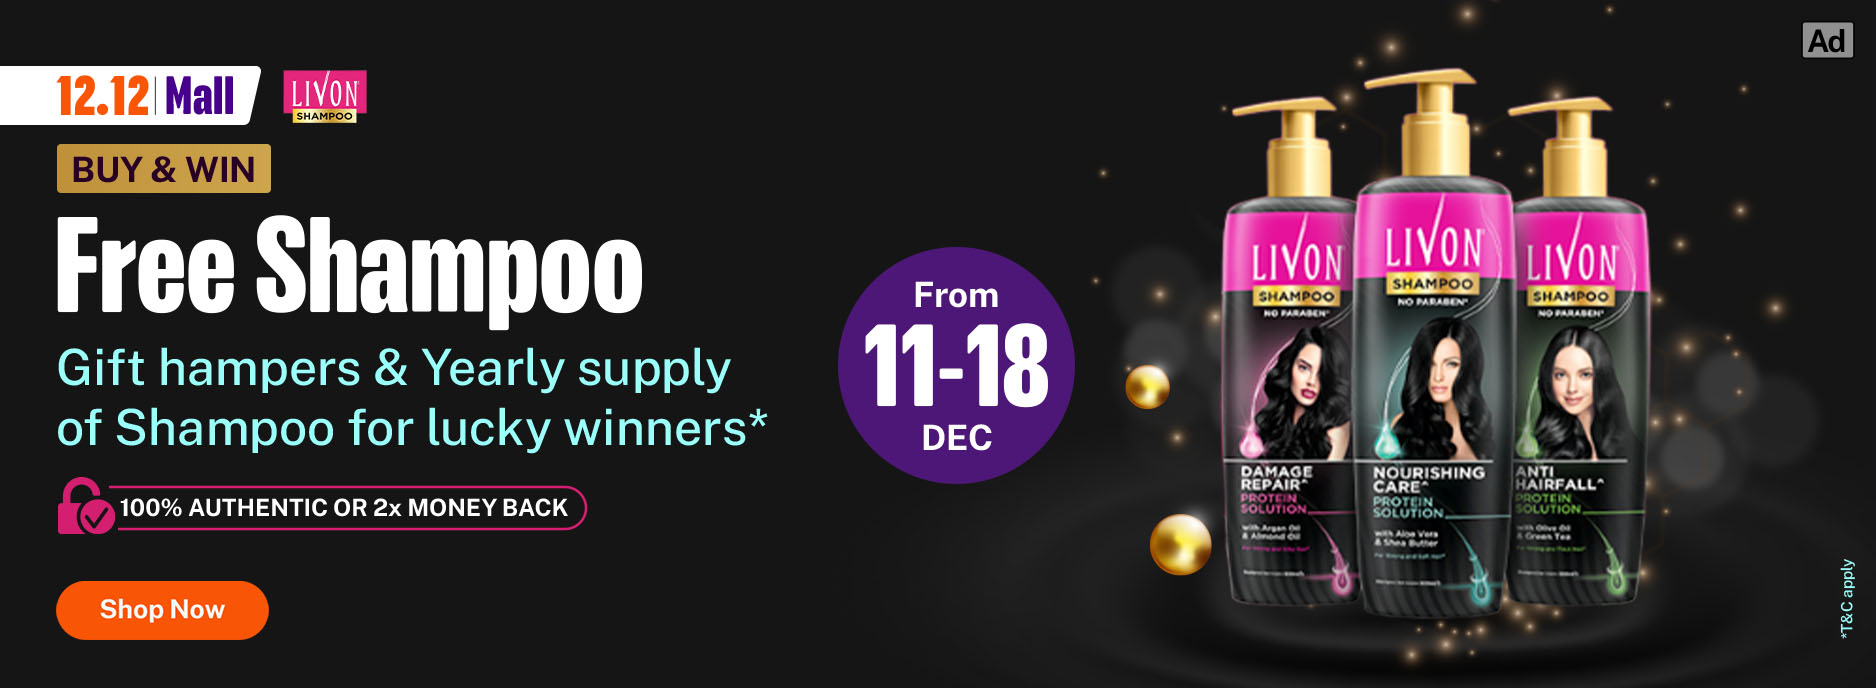 Ad
12.12 Mall
LIVON
SHAMPOO
BUY & WIN
Free Shampoo
Gift hampers & Yearly supply
of Shampoo for lucky winners*
100% AUTHENTIC OR 2x MONEY BACK
Shop Now
From
11-18
DEC
LIVON
SHAMPOO
NO PARABEN*
DAMAGE
REPAIR^
PROTEIN
SOLUTION
with Argan Oil
& Almond Oil
LIVON
SHAMPOO
NO PARABEN*
NOURISHING
CARE^
PROTEIN
SOLUTION
with Aloe Vera
& Shea Butter
LIVON
SHAMPOO
NO PARABEN*
ANTI
HAIRFALL^
PROTEIN
SOLUTION
with Olive Oil
& Green Tea
*T&C apply